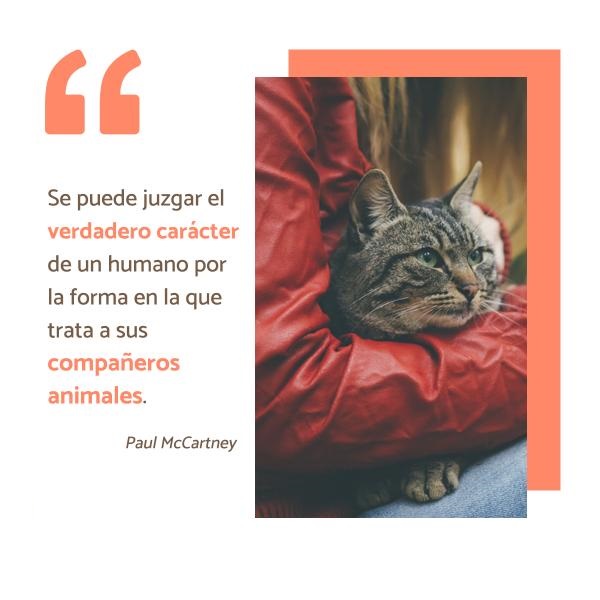 Se puede juzgar el
verdadero carácter
de un humano por
la forma en la que
trata a sus
compañeros
animales.
Paul McCartney